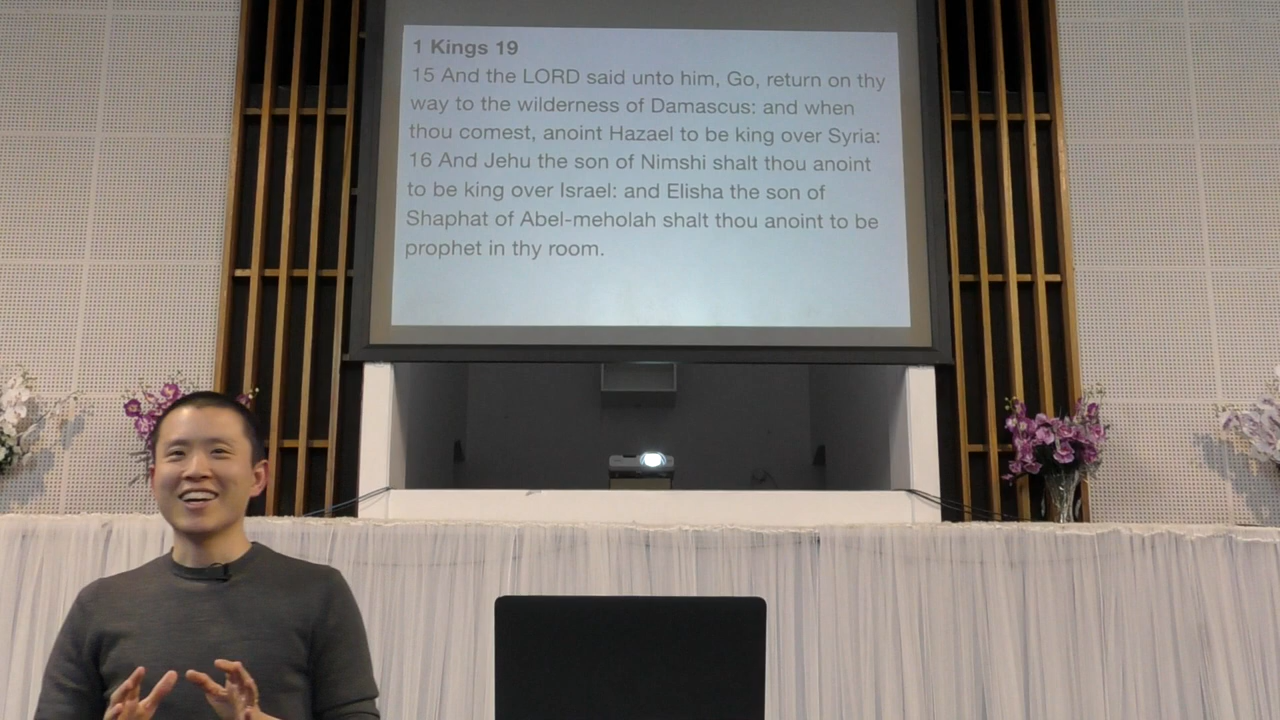 1 Kings 19
15 And the LORD said unto him, Go, return on thy
way to the wilderness of Damascus: and when
thou comest, anoint Hazael to be king over Syria:
16 And Jehu the son of Nimshi shalt thou anoint
to be king over Israel: and Elisha the son of
Shaphat of Abel-meholah shalt thou anoint to be
prophet in thy room.